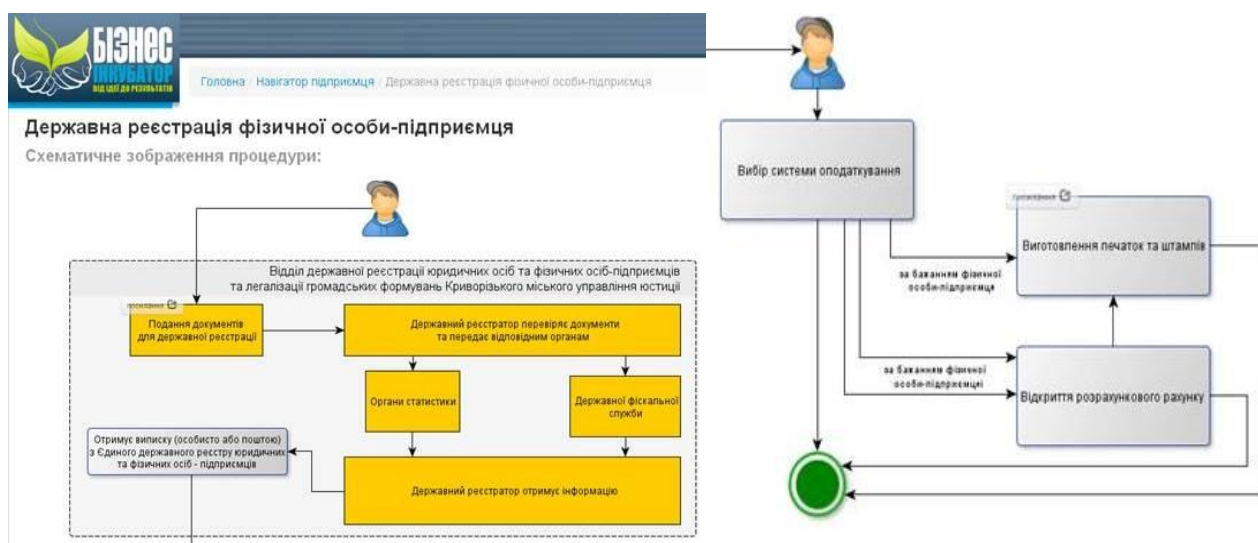 БІЗНЕС
ІНКУБАТОР
ВІД ІДЕЇ ДО РЕЗУЛЬТАТІВ
Головна / Навігатор підприємця / Державна реєстрація фізичної особи-підприємця
Державна реєстрація фізичної особи-підприємця
Схематичне зображення процедури:
Відділ державної реєстрації юридичних осіб та фізичних осіб-підприємців
та легалізації громадських формувань Криворізького міського управління юстиції
посилання
Подання документів
для державної реєстрації
Державний реєстратор перевіряє документи
та передає відповідним органам
Органи статистики
Державної фіскальної
служби
Отримує виписку (особисто або поштою)
з Єдиного державного реєстру юридичних
та фізичних осіб - підприємців
Державний реєстратор отримує інформацію
Вибір системи оподаткування
посилання
Виготовлення печаток та штампів
за бажанням фізичної
особи-підприємця
за бажанням фізичної
особи-підприємця
Відкриття розрахункового рахунку